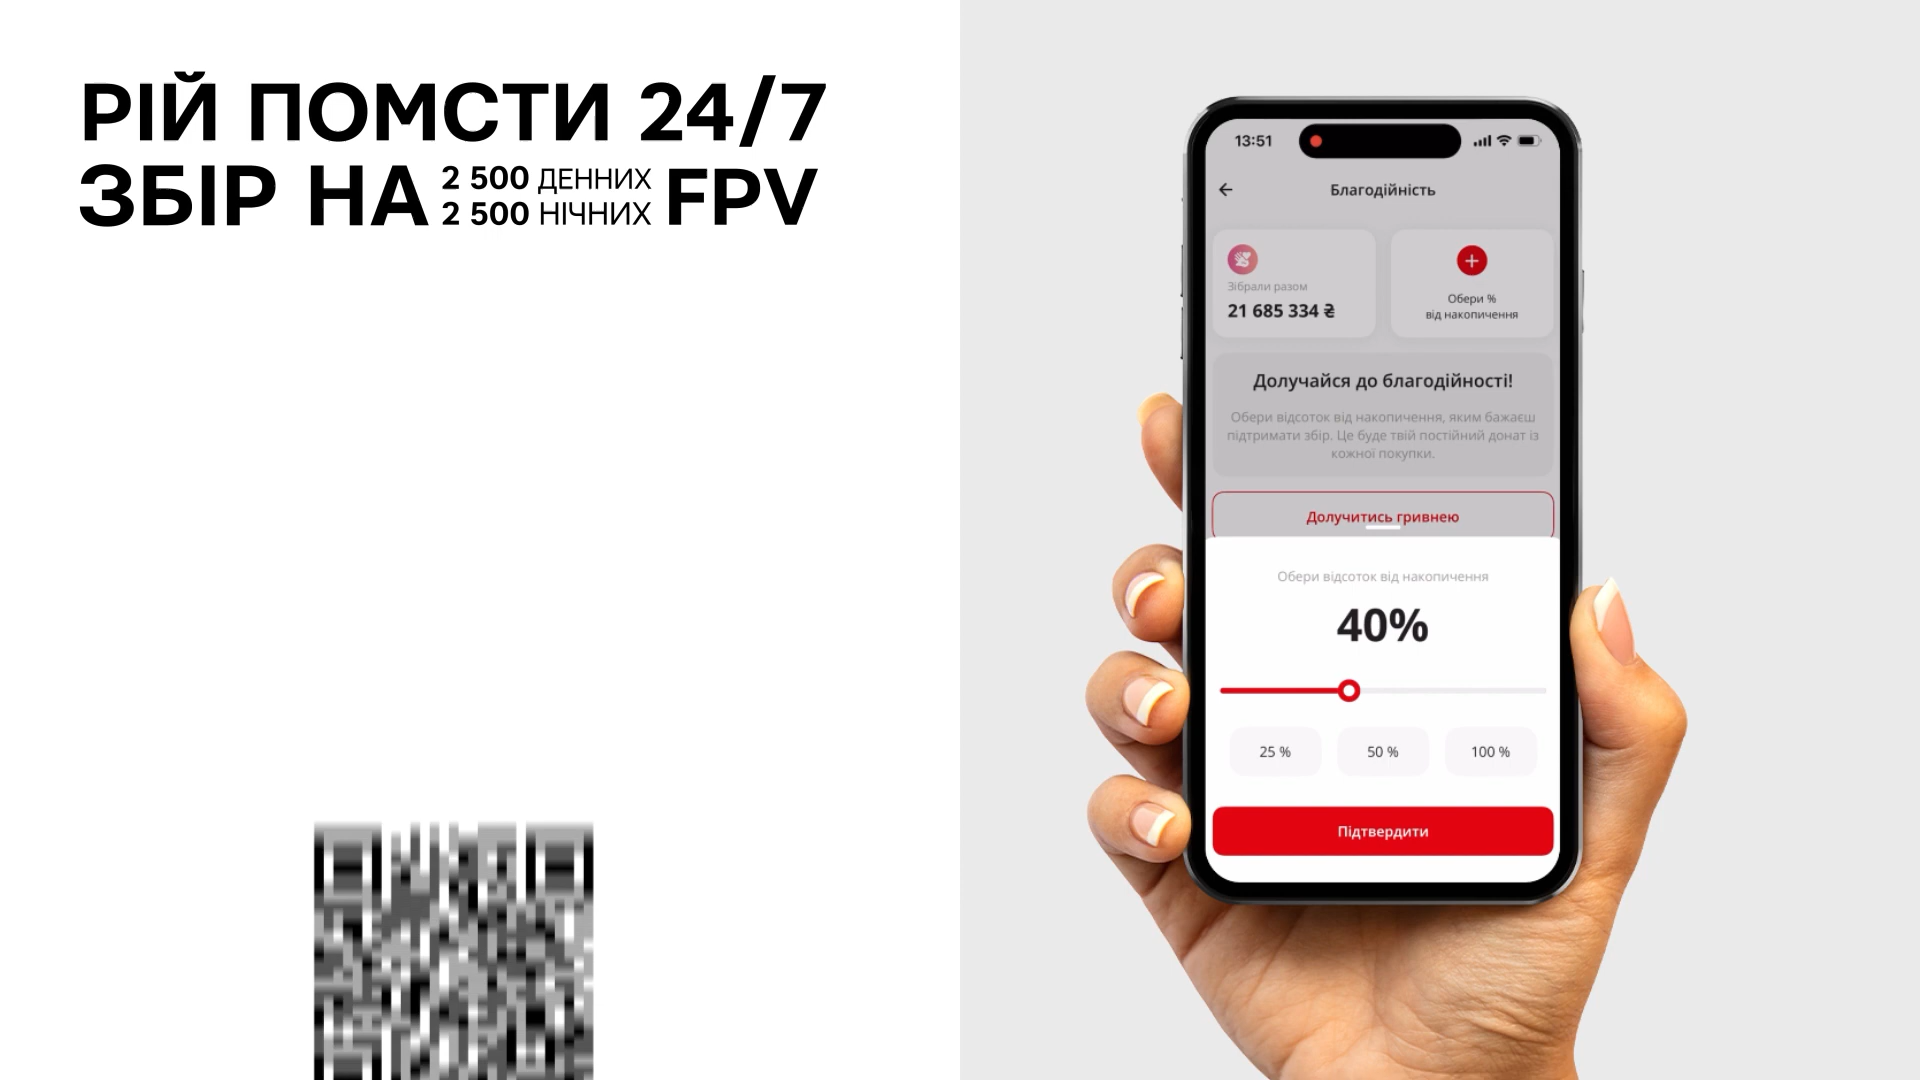 РІЙ ПОМСТИ 24/7
ЗБІР НА 2 500 ДЕННИХ 2 500 НІЧНИХ FPV
13:51
Благодійність
Зібрали разом
21 685 334 ₴
Обери %
від накопичення
Долучайся до благодійності!
Обери відсоток від накопичення, яким бажаєш
підтримати збір. Це буде твій постійний донат із
кожної покупки.
Долучитись гривнею
Обери відсоток від накопичення
40%
25 %
50 %
100 %
Підтвердити